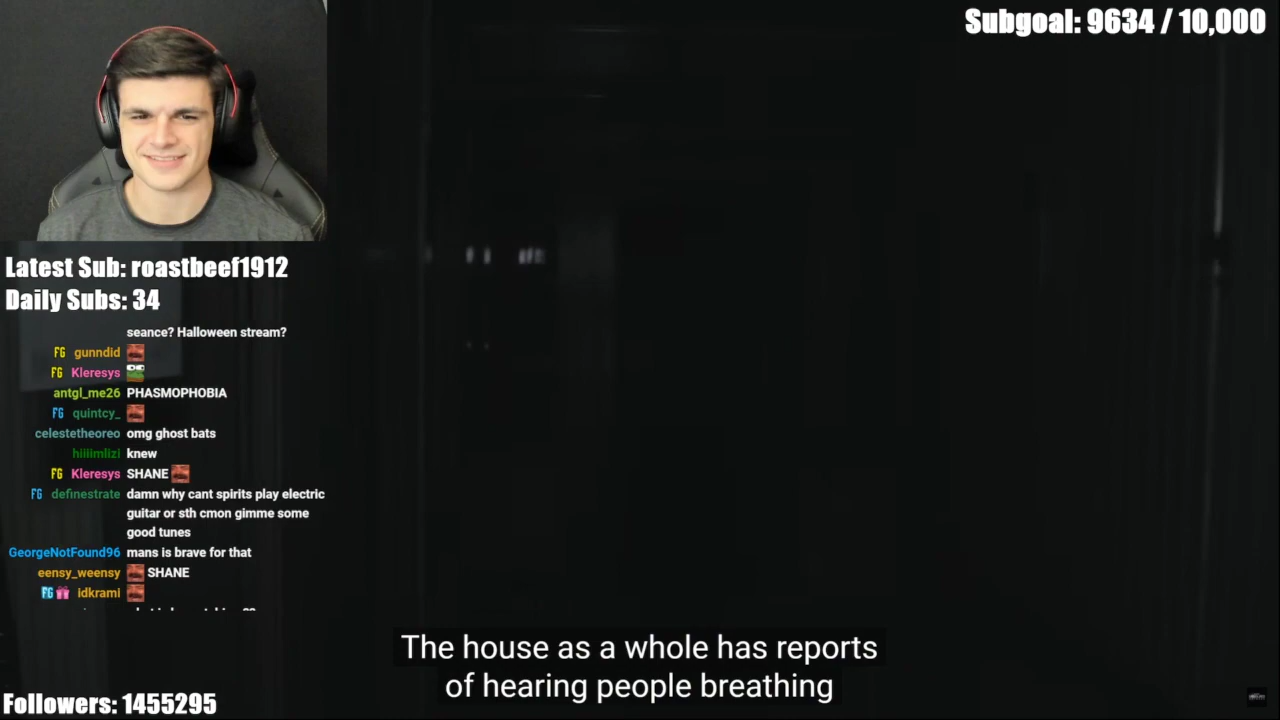 Subgoal: 9634 / 10,000
Latest Sub: roastbeef1912
Daily Subs: 34
seance? Halloween stream?
FG gunndid
FG Kleresys
antgl_me26 PHASMOPHOBIA
FG quintcy_
celestetheoreo omg ghost bats
hiiiimlizi knew
FG Kleresys SHANE
FG definestrate damn why cant spirits play electric
guitar or sth cmon gimme some
good tunes
GeorgeNotFound96 mans is brave for that
eensy_weensy SHANE
FG idkrami
The house as a whole has reports
of hearing people breathing
Followers: 1455295